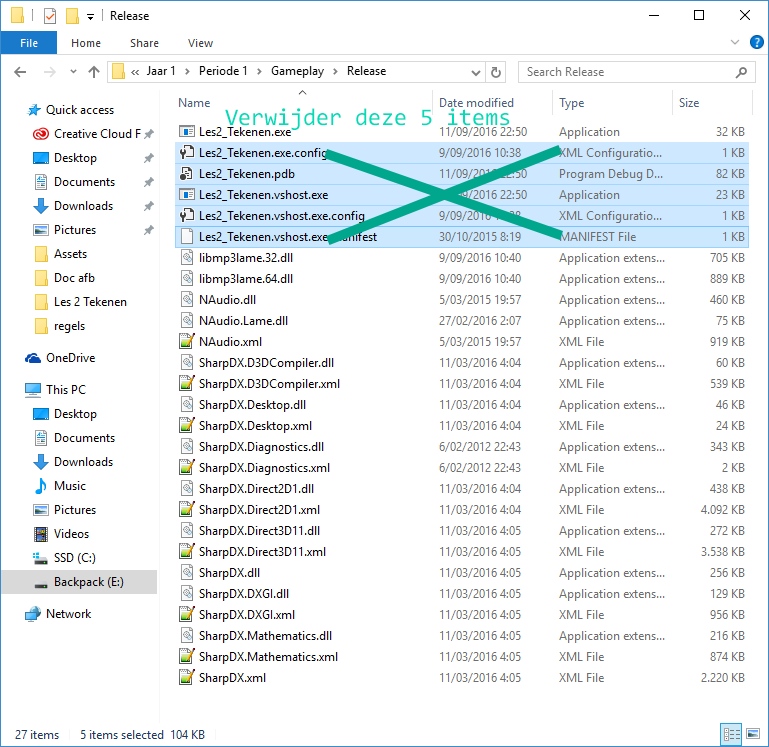 Release
File Home Share View
« Jaar 1 > Periode 1 > Gameplay > Release
Search Release
Name Date modified Type Size
Verwijder deze 5 items
Les2_Tekenen.exe 11/09/2016 22:50 Application 32 KB
Les2_Tekenen.exe.config 9/09/2016 10:38 XML Configuratio... 1 KB
Les2_Tekenen.pdb 11/09/2016 22:50 Program Debug D... 82 KB
Les2_Tekenen.vshost.exe 22:50 Application 23 KB
Les2_Tekenen.vshost.exe.config 9/09/2016 10:38 XML Configuratio... 1 KB
Les2_Tekenen.vshost.exe.manifest 30/10/2015 8:19 MANIFEST File 1 KB
libmp3lame.32.dll 9/09/2016 10:40 Application extens... 705 KB
libmp3lame.64.dll 9/09/2016 10:40 Application extens... 889 KB
NAudio.dll 5/03/2015 19:57 Application extens... 460 KB
NAudio.Lame.dll 27/02/2016 2:07 Application extens... 75 KB
NAudio.xml 5/03/2015 19:57 XML File 919 KB
SharpDX.D3DCompiler.dll 11/03/2016 4:04 Application extens... 60 KB
SharpDX.D3DCompiler.xml 11/03/2016 4:04 XML File 539 KB
SharpDX.Desktop.dll 11/03/2016 4:04 Application extens... 46 KB
SharpDX.Desktop.xml 11/03/2016 4:04 XML File 24 KB
SharpDX.Diagnostics.dll 6/02/2012 22:43 Application extens... 343 KB
SharpDX.Diagnostics.xml 6/02/2012 22:43 XML File 2 KB
SharpDX.Direct2D1.dll 11/03/2016 4:04 Application extens... 438 KB
SharpDX.Direct2D1.xml 11/03/2016 4:04 XML File 4.092 KB
SharpDX.Direct3D11.dll 11/03/2016 4:05 Application extens... 272 KB
SharpDX.Direct3D11.xml 11/03/2016 4:05 XML File 3.538 KB
SharpDX.dll 11/03/2016 4:05 Application extens... 256 KB
SharpDX.DXGI.dll 11/03/2016 4:05 Application extens... 129 KB
SharpDX.DXGI.xml 11/03/2016 4:05 XML File 956 KB
SharpDX.Mathematics.dll 11/03/2016 4:05 Application extens... 216 KB
SharpDX.Mathematics.xml 11/03/2016 4:05 XML File 874 KB
SharpDX.xml 11/03/2016 4:05 XML File 2.220 KB
Quick access
Creative Cloud F
Desktop
Documents
Downloads
Pictures
Assets
Doc afb
Les 2 Tekenen
regels
OneDrive
This PC
Desktop
Documents
Downloads
Music
Pictures
Videos
SSD (C:)
Backpack (E:)
Network
27 items 5 items selected 104 KB